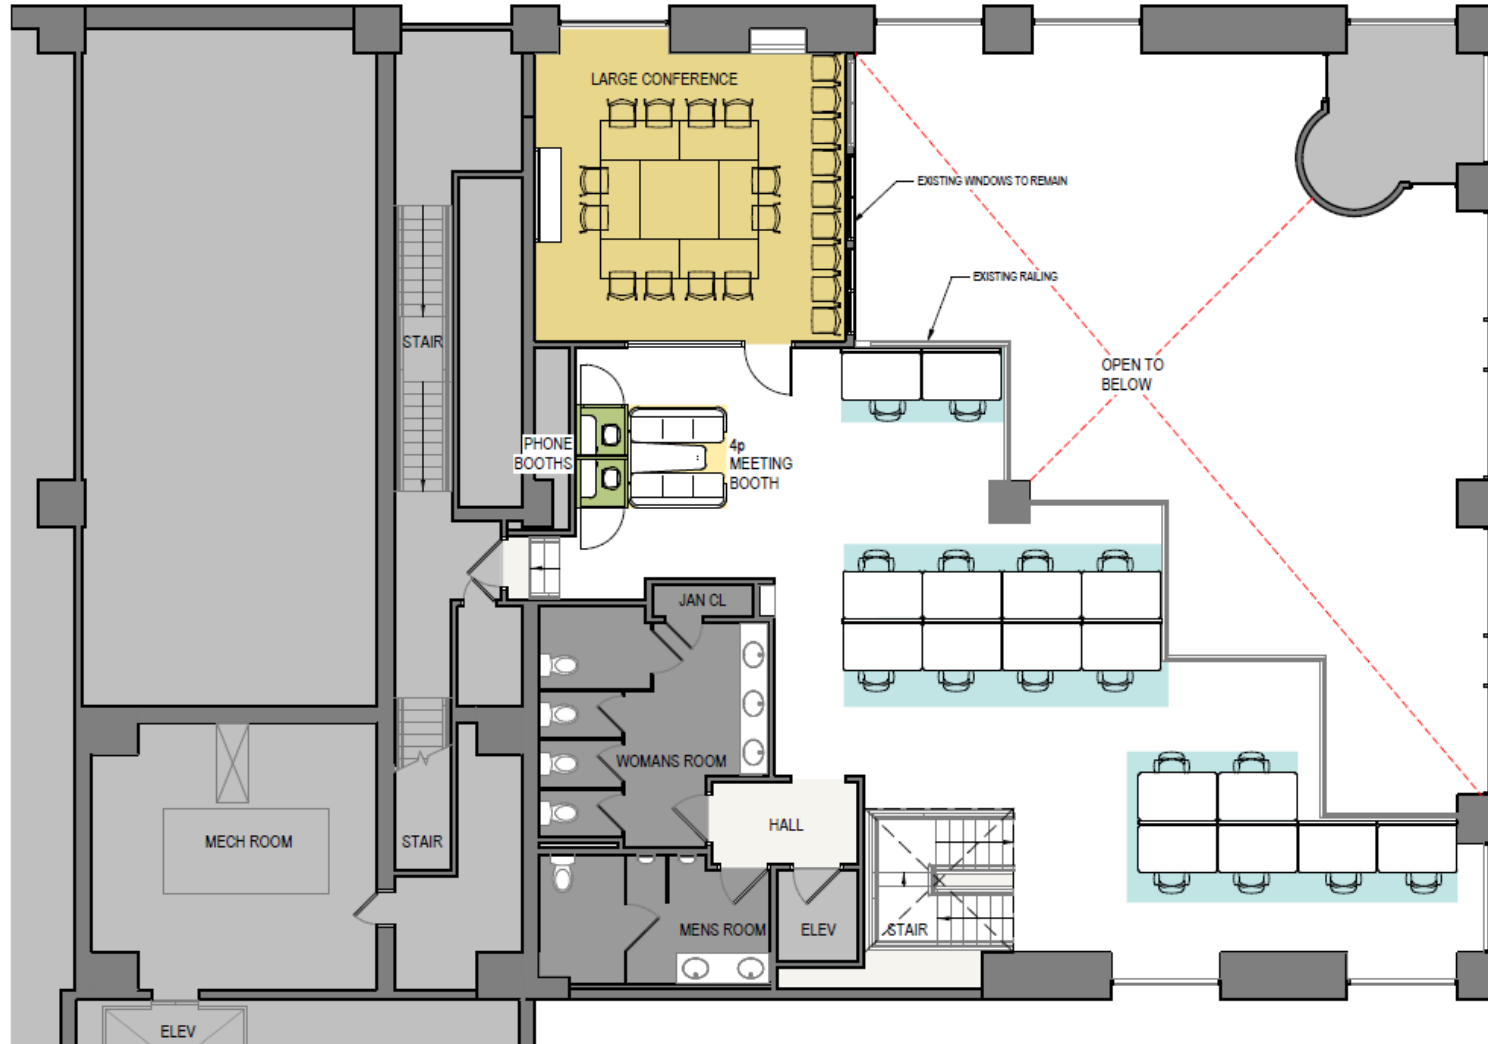 LARGE CONFERENCE
EXISTING WINDOWS TO REMAIN
EXISTING RAILING
STAIR
OPEN TO
BELOW
PHONE
BOOTHS
4p
MEETING
BOOTH
JAN CL
WOMANS ROOM
HALL
MECH ROOM
STAIR
MENS ROOM
ELEV
STAIR
ELEV